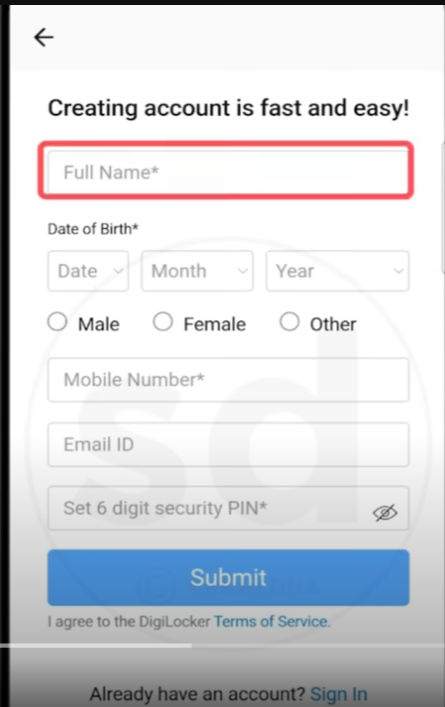 Creating account is fast and easy!
Full Name*
Date of Birth*
Date Month Year
Male Female Other
Mobile Number*
Email ID
Set 6 digit security PIN*
Submit
I agree to the DigiLocker Terms of Service.
Already have an account? Sign In
sd